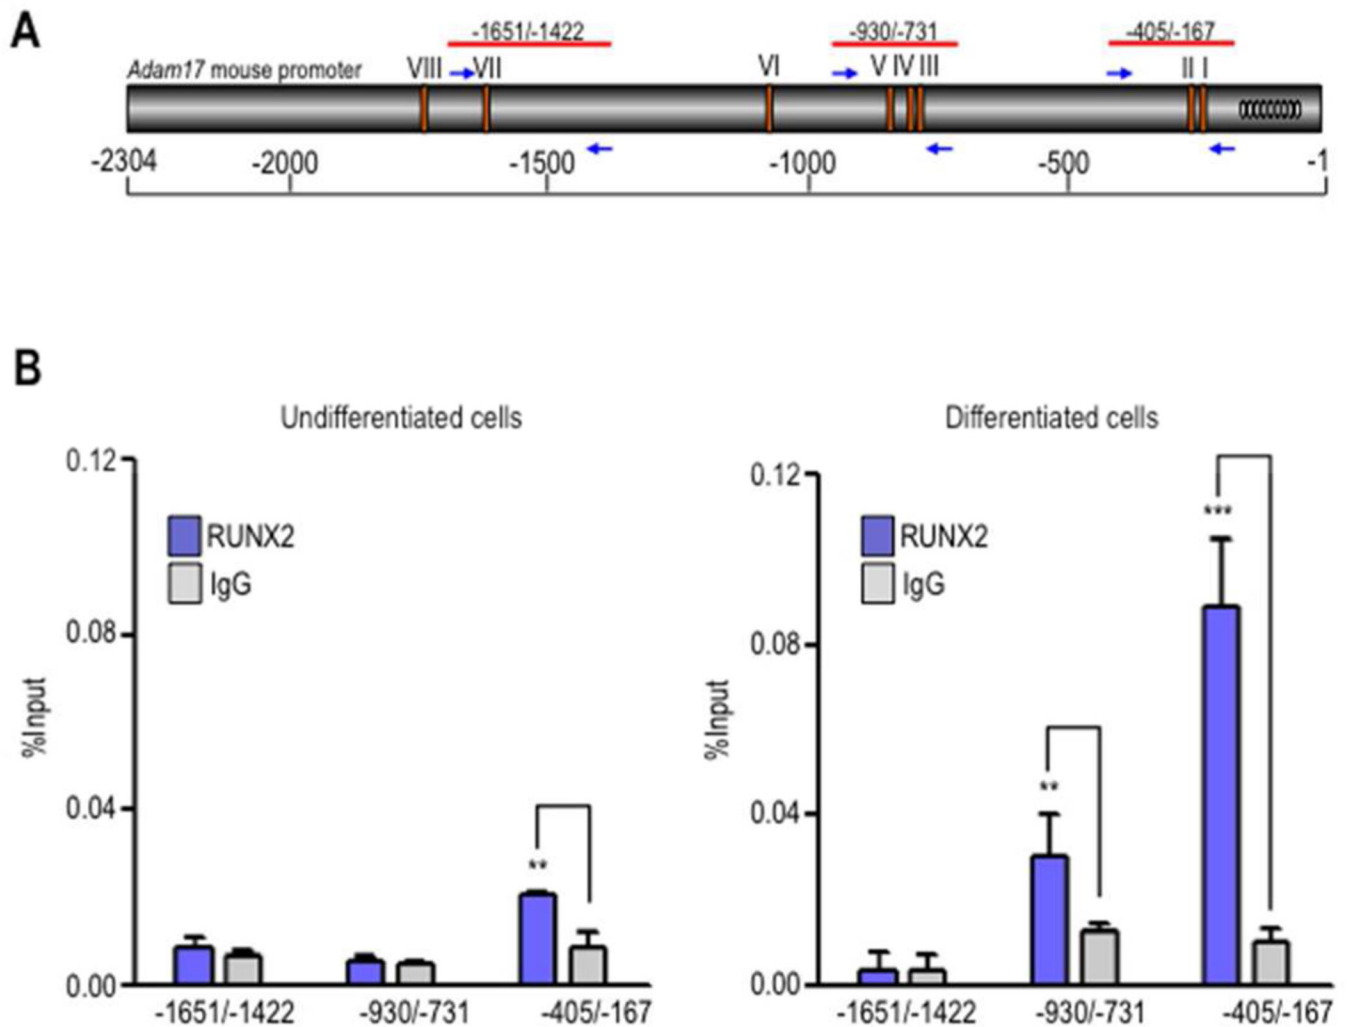 A
-1651/-1422 -930/-731 -405/-167
Adam17 mouse promoter VIII VII VI V IV III II I
-2304 -2000 -1500 -1000 -500 -1
B
Undifferentiated cells
0.12
RUNX2
IgG
0.08
%Input
0.04
**
0.00
-1651/-1422 -930/-731 -405/-167
Differentiated cells
0.12
***
RUNX2
IgG
0.08
%Input
**
0.04
0.00
-1651/-1422 -930/-731 -405/-167